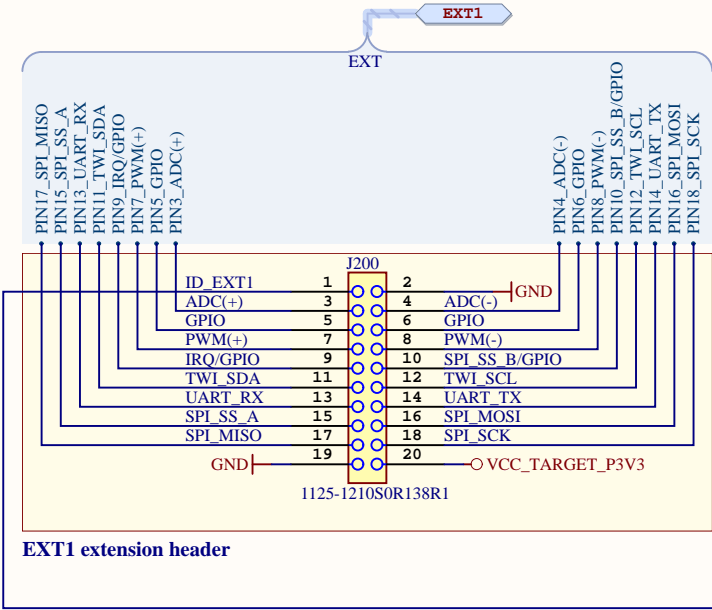 EXT1
EXT
PIN17_SPI_MISO
PIN15_SPI_SS_A
PIN13_UART_RX
PIN11_TWI_SDA
PIN9_IRQ/GPIO
PIN7_PWM(+)
PIN5_GPIO
PIN3_ADC(+)
PIN4_ADC(-)
PIN6_GPIO
PIN8_PWM(-)
PIN10_SPI_SS_B/GPIO
PIN12_TWI_SCL
PIN14_UART_TX
PIN16_SPI_MOSI
PIN18_SPI_SCK
J200
ID_EXT1 1 2 GND
ADC(+) 3 4 ADC(-)
GPIO 5 6 GPIO
PWM(+) 7 8 PWM(-)
IRQ/GPIO 9 10 SPI_SS_B/GPIO
TWI_SDA 11 12 TWI_SCL
UART_RX 13 14 UART_TX
SPI_SS_A 15 16 SPI_MOSI
SPI_MISO 17 18 SPI_SCK
GND 19 20 VCC_TARGET_P3V3
1125-1210S0R138R1
EXT1 extension header